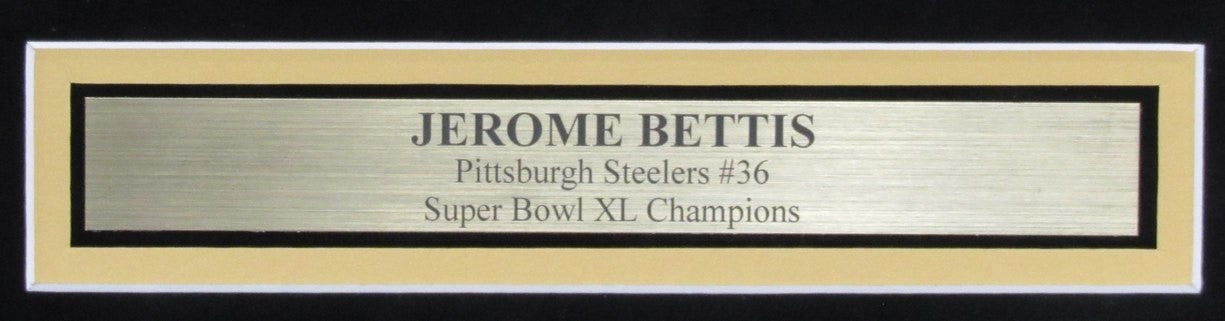 JEROME BETTIS
Pittsburgh Steelers #36
Super Bowl XL Champions